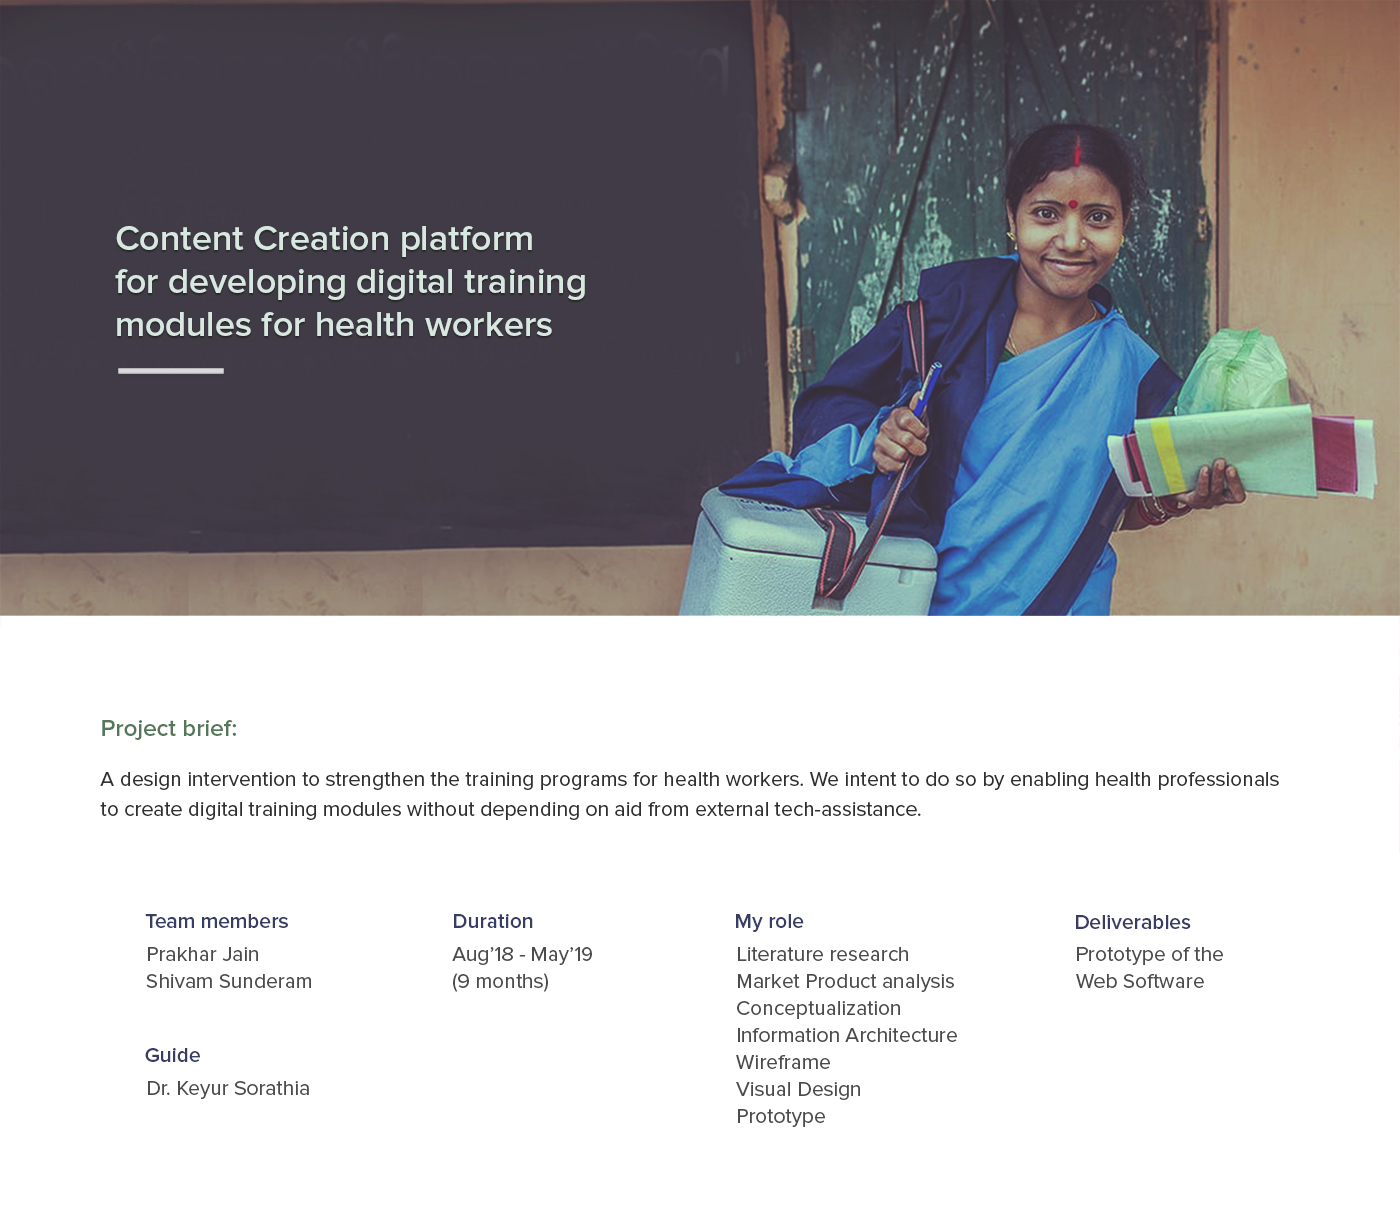 Content Creation platform
for developing digital training
modules for health workers
Project brief:
A design intervention to strengthen the training programs for health workers. We intent to do so by enabling health professionals
to create digital training modules without depending on aid from external tech-assistance.
Team members
Prakhar Jain
Shivam Sunderam
Guide
Dr. Keyur Sorathia
Duration
Aug’18 - May’19
(9 months)
My role
Literature research
Market Product analysis
Conceptualization
Information Architecture
Wireframe
Visual Design
Prototype
Deliverables
Prototype of the
Web Software